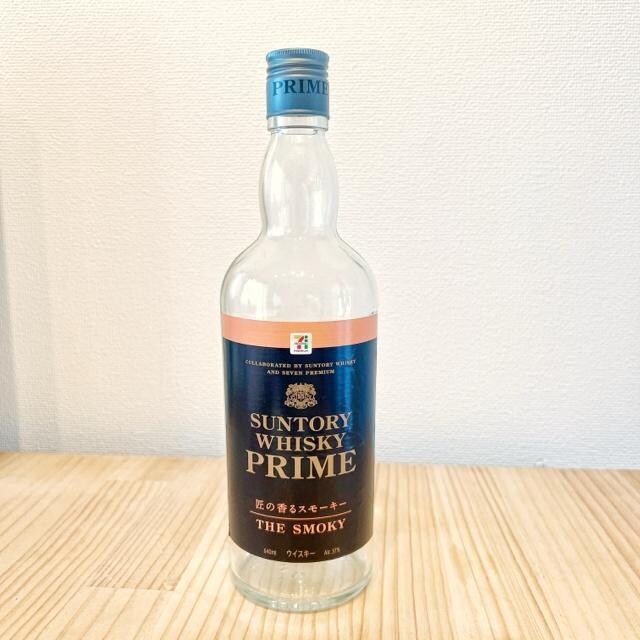 PRIME
7
COLLABORATED BY SUNTORY WHISKY
AND SEVEN PREMIUM
SUNTORY
WHISKY
PRIME
匠の香るスモーキー
THE SMOKY
640ml ウイスキー Alc.37%